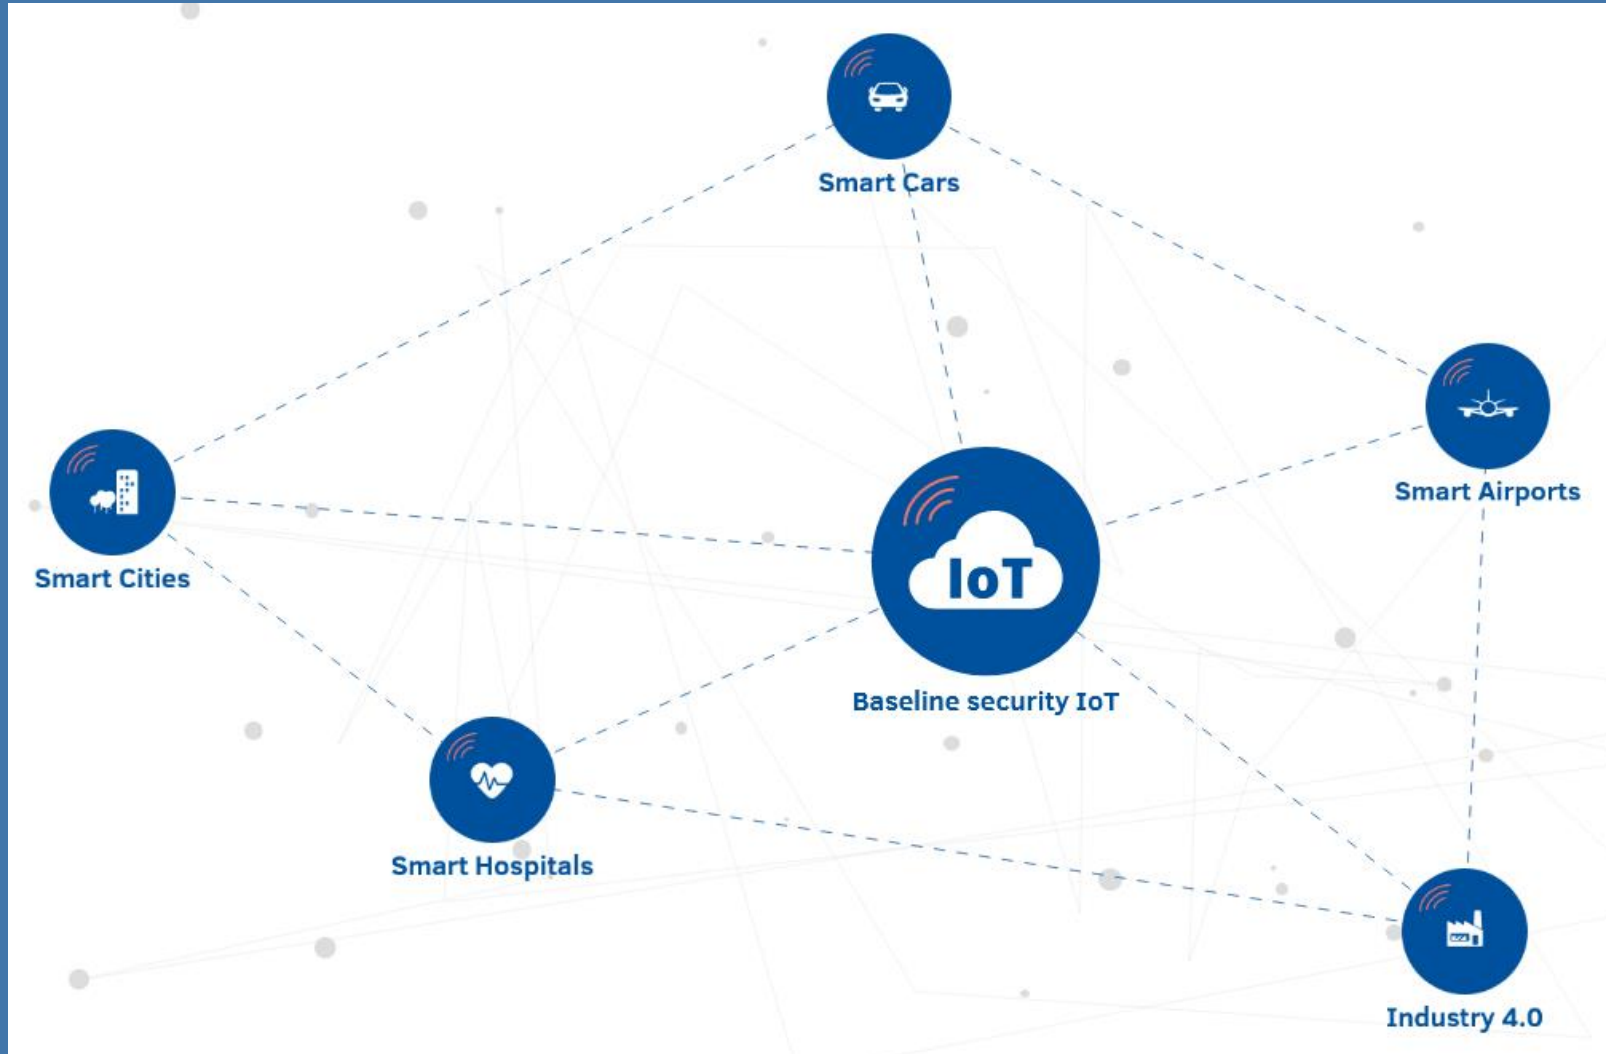 Smart Cars
Smart Airports
Smart Cities
IoT
Baseline security IoT
Smart Hospitals
Industry 4.0